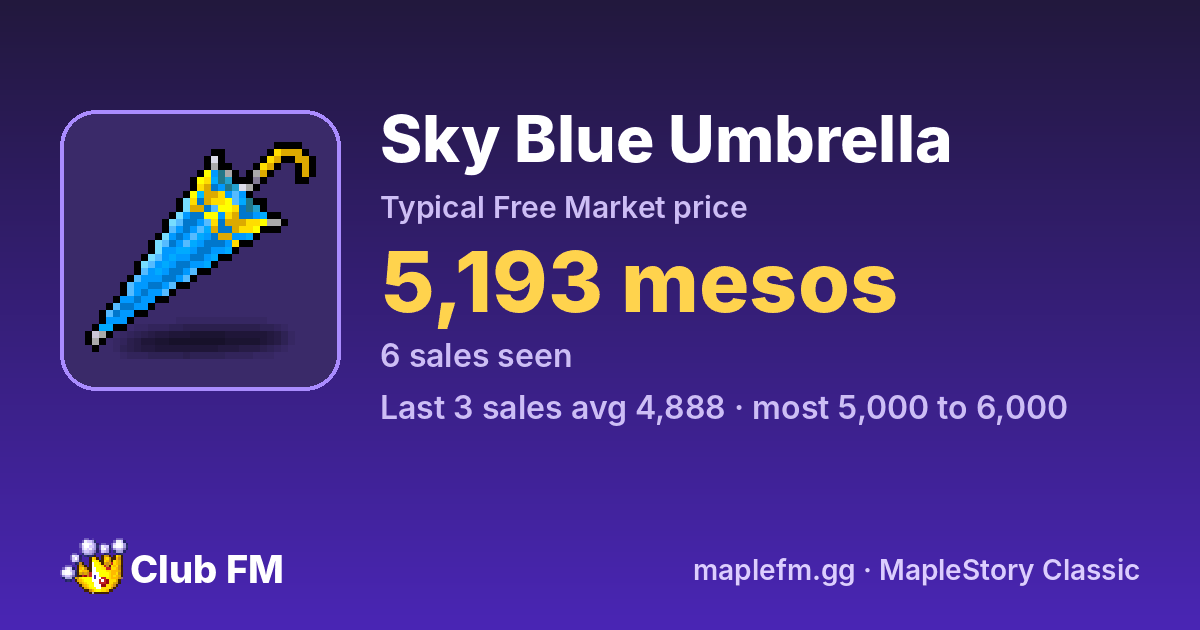 Sky Blue Umbrella
Typical Free Market price
5,193 mesos
6 sales seen
Last 3 sales avg 4,888 · most 5,000 to 6,000
Club FM
maplefm.gg · MapleStory Classic